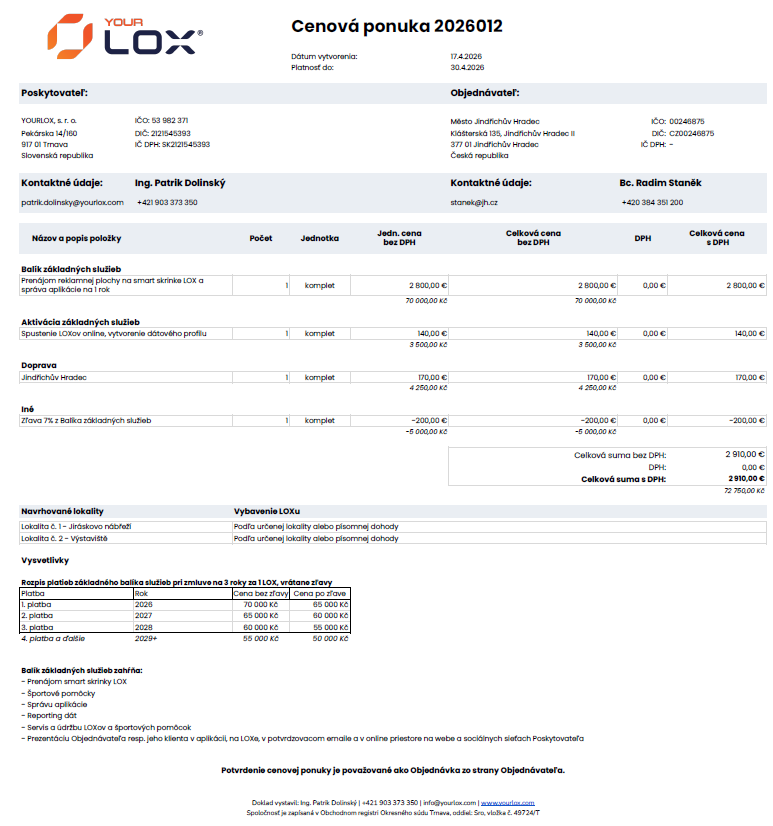 YOUR
LOX®
Cenová ponuka 2026012
Dátum vytvorenia: 17.4.2026
Platnosť do: 30.4.2026
Poskytovateľ: Objednávateľ:
YOURLOX, s. r. o. IČO: 53 982 371 Město Jindřichův Hradec IČO: 00246875
Pekárska 14/160 DIČ: 2121545393 Klášterská 135, Jindřichův Hradec II DIČ: CZ00246875
917 01 Trnava IČ DPH: SK2121545393 377 01 Jindřichův Hradec IČ DPH: -
Slovenská republika Česká republika
Kontaktné údaje: Ing. Patrik Dolinský Kontaktné údaje: Bc. Radim Staněk
patrik.dolinsky@yourlox.com +421 903 373 350 stanek@jh.cz +420 384 351 200
Názov a popis položky Počet Jednotka Jedn. cena bez DPH Celková cena bez DPH DPH Celková cena s DPH
Balík základných služieb
Prenájom reklamnej plochy na smart skrinke LOX a správa aplikácie na 1 rok 1 komplet 2 800,00 € 2 800,00 € 0,00 € 2 800,00 €
70 000,00 Kč 70 000,00 Kč
Aktivácia základných služieb
Spustenie LOXov online, vytvorenie dátového profilu 1 komplet 140,00 € 140,00 € 0,00 € 140,00 €
3 500,00 Kč 3 500,00 Kč
Doprava
Jindřichův Hradec 1 komplet 170,00 € 170,00 € 0,00 € 170,00 €
4 250,00 Kč 4 250,00 Kč
Iné
Zľava 7% z Balíka základných služieb 1 komplet -200,00 € -200,00 € 0,00 € -200,00 €
-5 000,00 Kč -5 000,00 Kč
Celková suma bez DPH: 2 910,00 €
DPH: 0,00 €
Celková suma s DPH: 2 910,00 €
72 750,00 Kč
Navrhované lokality Vybavenie LOXu
Lokalita č. 1 - Jiráskovo nábřeží Podľa určenej lokality alebo písomnej dohody
Lokalita č. 2 - Výstaviště Podľa určenej lokality alebo písomnej dohody
Vysvetlivky
Rozpis platieb základného balíka služieb pri zmluve na 3 roky za 1 LOX, vrátane zľavy
Platba Rok Cena bez zľavy Cena po zľave
1. platba 2026 70 000 Kč 65 000 Kč
2. platba 2027 65 000 Kč 60 000 Kč
3. platba 2028 60 000 Kč 55 000 Kč
4. platba a ďalšie 2029+ 55 000 Kč 50 000 Kč
Balík základných služieb zahŕňa:
- Prenájom smart skrinky LOX
- Športové pomôcky
- Správu aplikácie
- Reporting dát
- Servis a údržbu LOXov a športových pomôcok
- Prezentáciu Objednávateľa resp. jeho klienta v aplikácii, na LOXe, v potvrdzovacom emaile a v online priestore na webe a sociálnych sieťach Poskytovateľa
Potvrdenie cenovej ponuky je považované ako Objednávka zo strany Objednávateľa.
Doklad vystavil: Ing. Patrik Dolinský | +421 903 373 350 | info@yourlox.com | www.yourlox.com
Spoločnosť je zapísaná v Obchodnom registri Okresného súdu Trnava, oddiel: Sro, vložka č. 49724/T